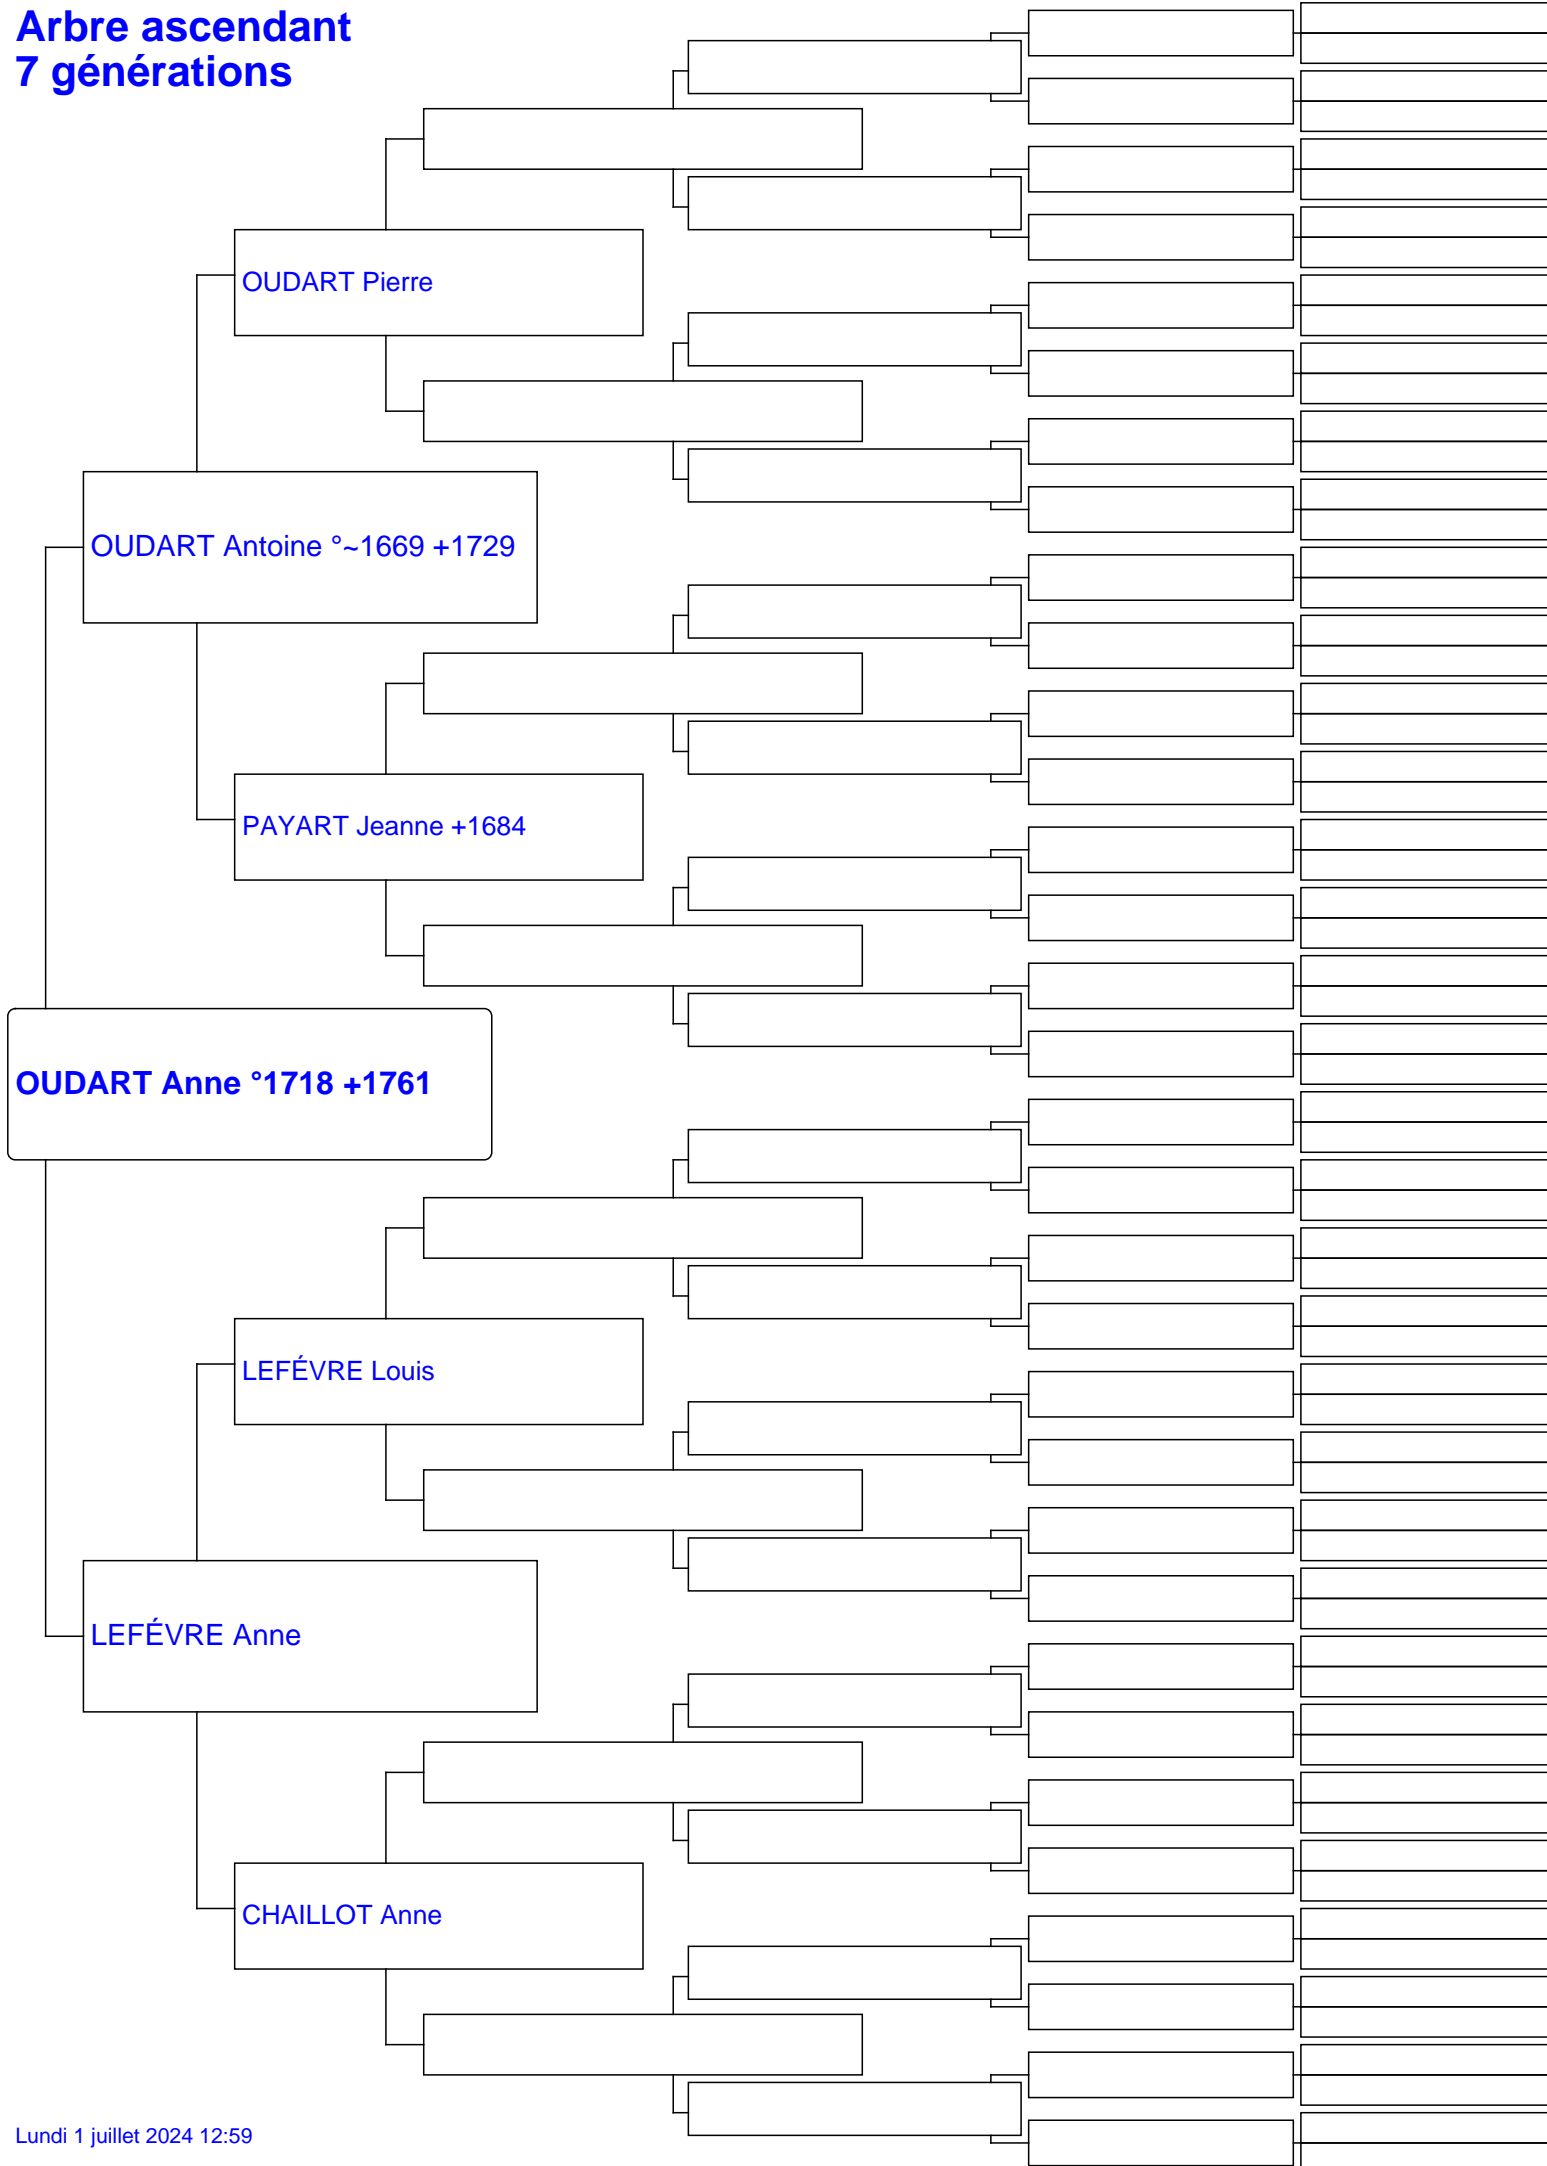 Arbre ascendant
7 générations
OUDART Pierre
OUDART Antoine °~1669 +1729
PAYART Jeanne +1684
OUDART Anne °1718 +1761
LEFÉVRE Louis
LEFÉVRE Anne
CHAILLOT Anne
Lundi 1 juillet 2024 12:59